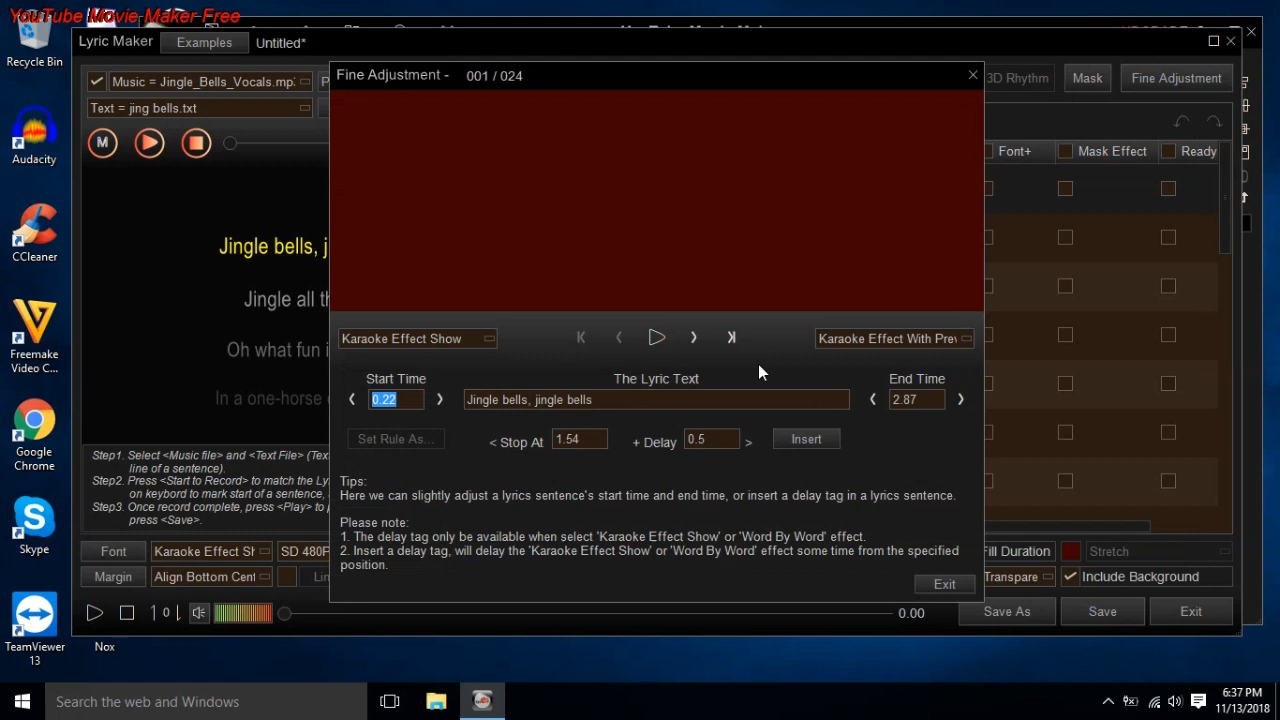 YouTube Movie Maker Free
Lyric Maker
Examples
Untitled*
Recycle Bin
Music = Jingle_Bells_Vocals.mp:
Text = jing bells.txt
M
Fine Adjustment - 001 / 024
3D Rhythm
Mask
Fine Adjustment
Font+
Mask Effect
Ready
Audacity
CCleaner
Freemake
Video C...
Google
Chrome
Skype
TeamViewer
13
Nox
Jingle bells, j
Jingle all th
Oh what fun i
In a one-horse
Karaoke Effect Show
Karaoke Effect With Prev
Start Time
The Lyric Text
End Time
0.22
Jingle bells, jingle bells
2.87
Set Rule As...
< Stop At
1.54
+ Delay
0.5
>
Insert
Tips:
Here we can slightly adjust a lyrics sentence's start time and end time, or insert a delay tag in a lyrics sentence.
Please note:
1. The delay tag only be available when select 'Karaoke Effect Show' or 'Word By Word' effect.
2. Insert a delay tag, will delay the 'Karaoke Effect Show' or 'Word By Word' effect some time from the specified
position.
Exit
Step1. Select <Music file> and <Text File> (Tex
line of a sentence).
Step2. Press <Start to Record> to match the Ly
on keybord to mark start of a sentence,
Step3. Once record complete, press <Play> to p
press <Save>.
Font
Karaoke Effect Sh
SD 480P
Fill Duration
Stretch
Margin
Align Bottom Cent
Lin
Transpare
Include Background
1 0
0.00
Save As
Save
Exit
Search the web and Windows
6:37 PM
11/13/2018